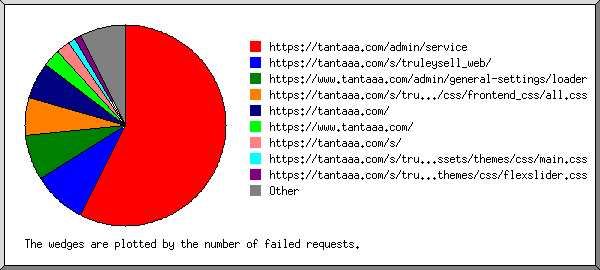 https://tantaaa.com/admin/service
https://tantaaa.com/s/truleysell_web/
https://www.tantaaa.com/admin/general-settings/loader
https://tantaaa.com/s/tru.../css/frontend_css/all.css
https://tantaaa.com/
https://www.tantaaa.com/
https://tantaaa.com/s/
https://tantaaa.com/s/tru...ssets/themes/css/main.css
https://tantaaa.com/s/tru...themes/css/flexslider.css
Other
The wedges are plotted by the number of failed requests.